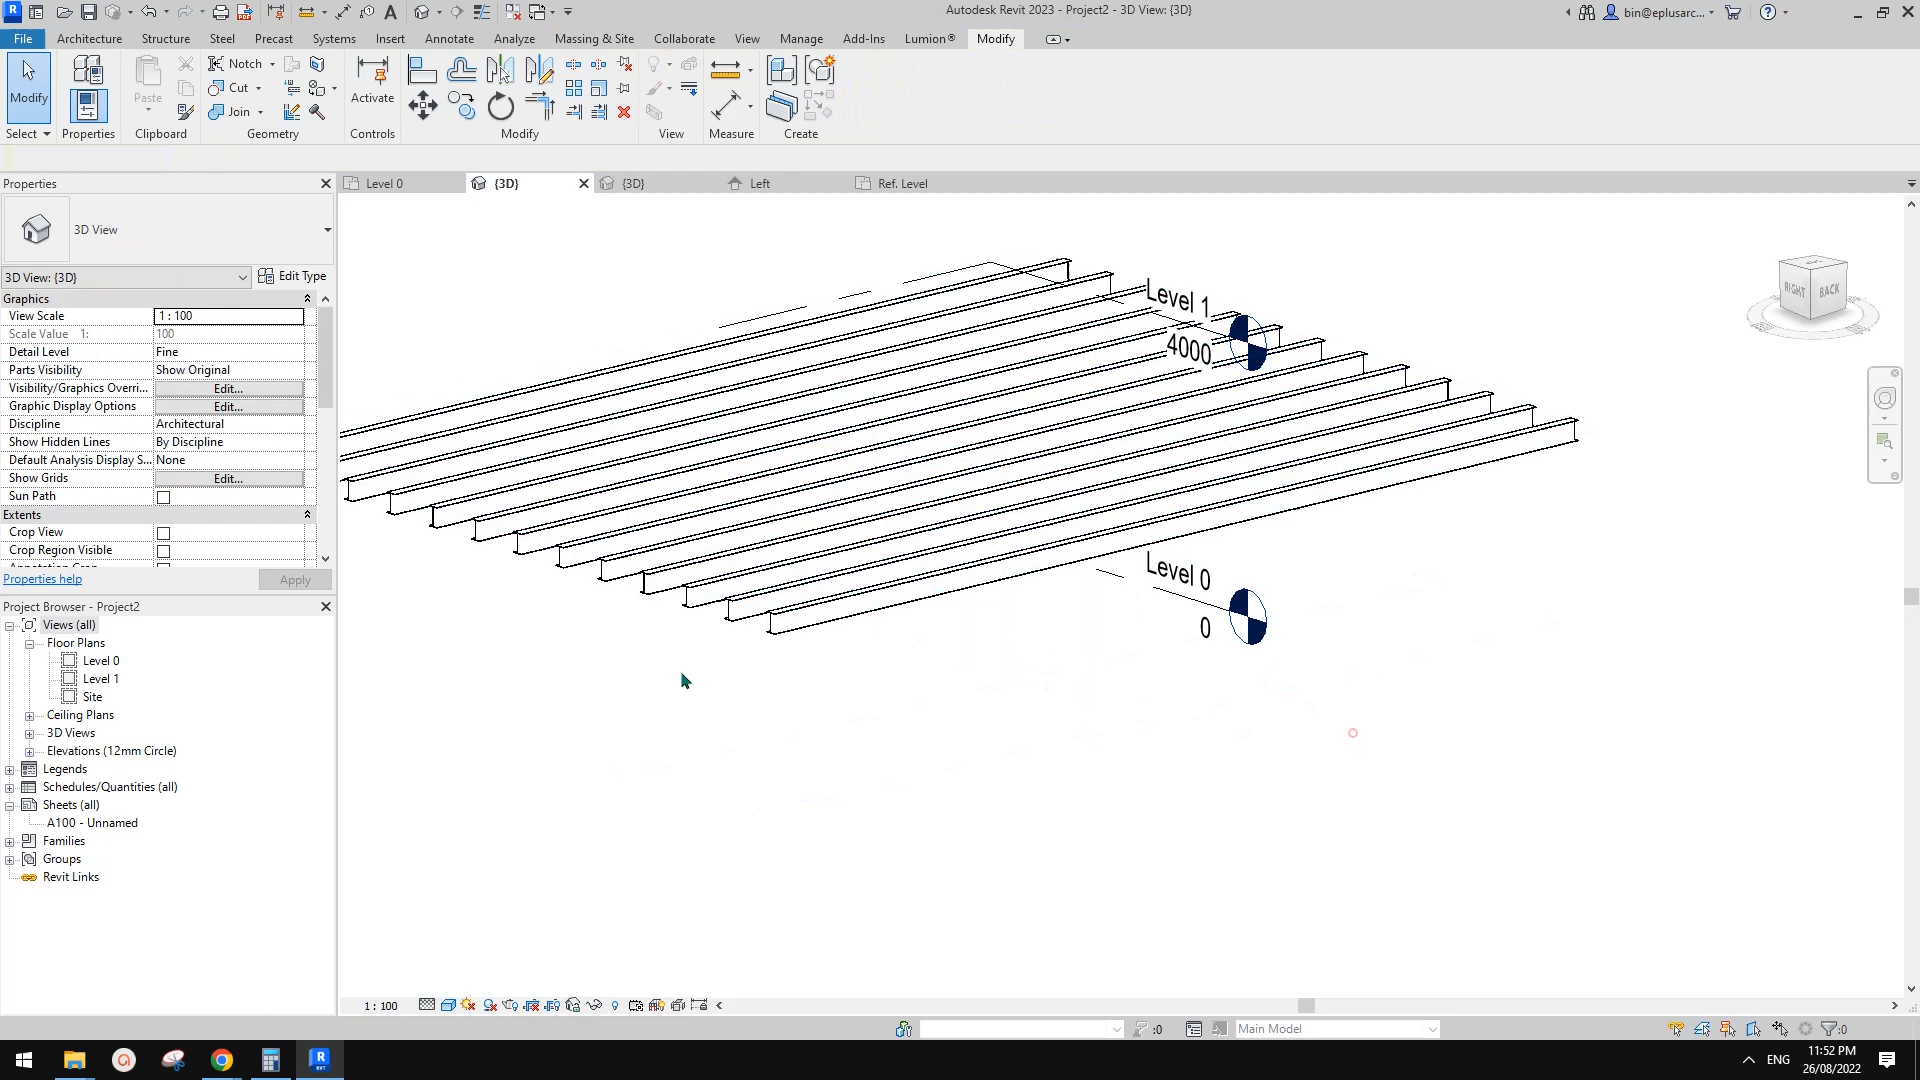 Autodesk Revit 2023 - Project2 - 3D View: {3D}
bin@eplusarc...
File Architecture Structure Steel Precast Systems Insert Annotate Analyze Massing & Site Collaborate View Manage Add-Ins Lumion® Modify
Modify
Properties
Paste
Notch
Cut
Join
Activate
Select Properties Clipboard Geometry Controls Modify View Measure Create
Properties
Level 0
{3D}
{3D}
Left
Ref. Level
3D View
3D View: {3D}
Edit Type
Graphics
View Scale 1 : 100
Scale Value 1: 100
Detail Level Fine
Parts Visibility Show Original
Visibility/Graphics Overri... Edit...
Graphic Display Options Edit...
Discipline Architectural
Show Hidden Lines By Discipline
Default Analysis Display S... None
Show Grids Edit...
Sun Path
Extents
Crop View
Crop Region Visible
Properties help
Apply
Project Browser - Project2
Views (all)
Floor Plans
Level 0
Level 1
Site
Ceiling Plans
3D Views
Elevations (12mm Circle)
Legends
Schedules/Quantities (all)
Sheets (all)
A100 - Unnamed
Families
Groups
Revit Links
Level 1
4000
Level 0
0
RIGHT
BACK
1 : 100
:0
Main Model
:0
ENG
11:52 PM
26/08/2022